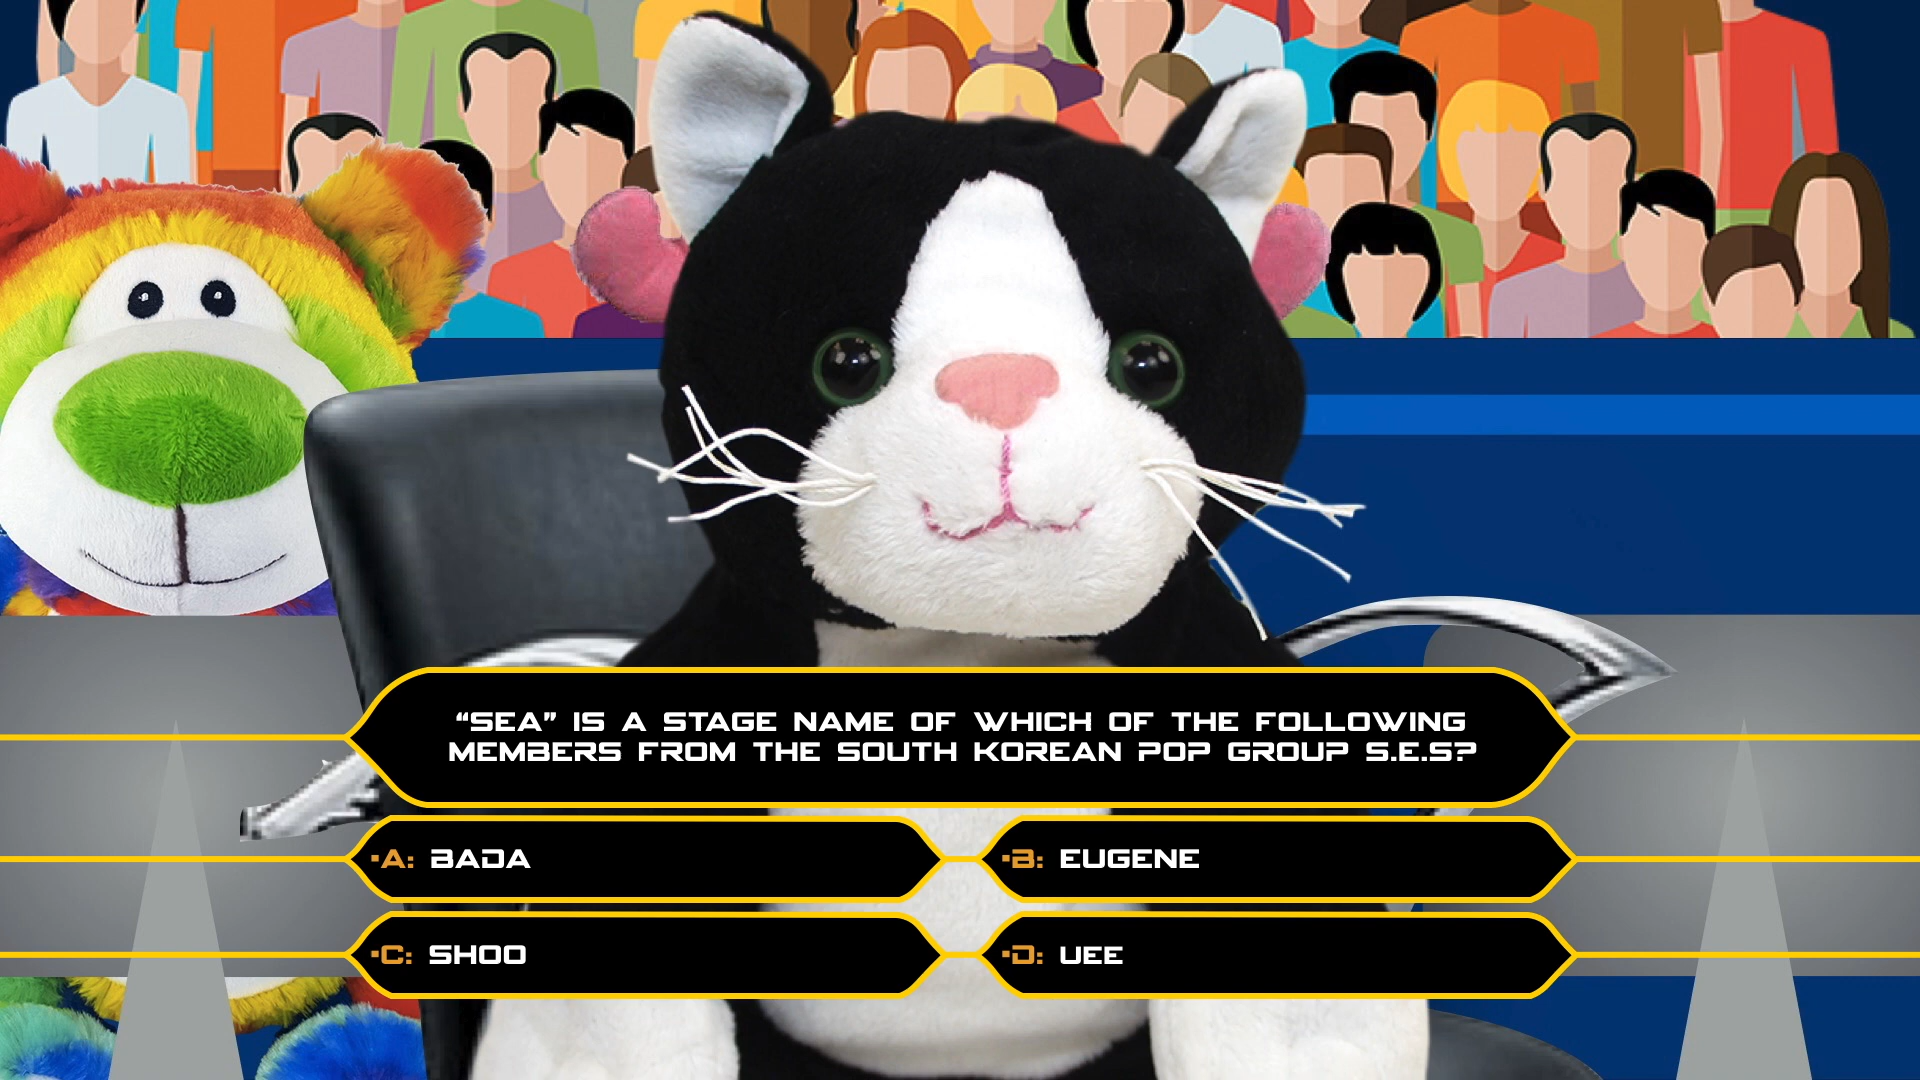 “SEA” IS A STAGE NAME OF WHICH OF THE FOLLOWING
MEMBERS FROM THE SOUTH KOREAN POP GROUP S.E.S?
▪A: BADA
▪B: EUGENE
▪C: SHOO
▪D: UEE